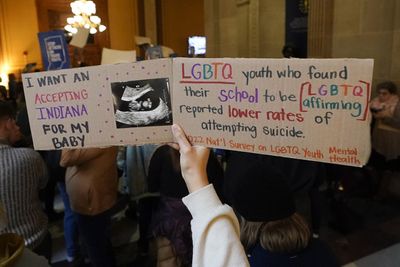 I WANT AN
ACCEPTING
INDIANA
FOR MY
BABY
LGBTQ youth who found
their school to be LGBTQ
affirming
reported lower rates of
attempting suicide.
2022 Nat'l Survey on LGBTQ Youth Mental
Health